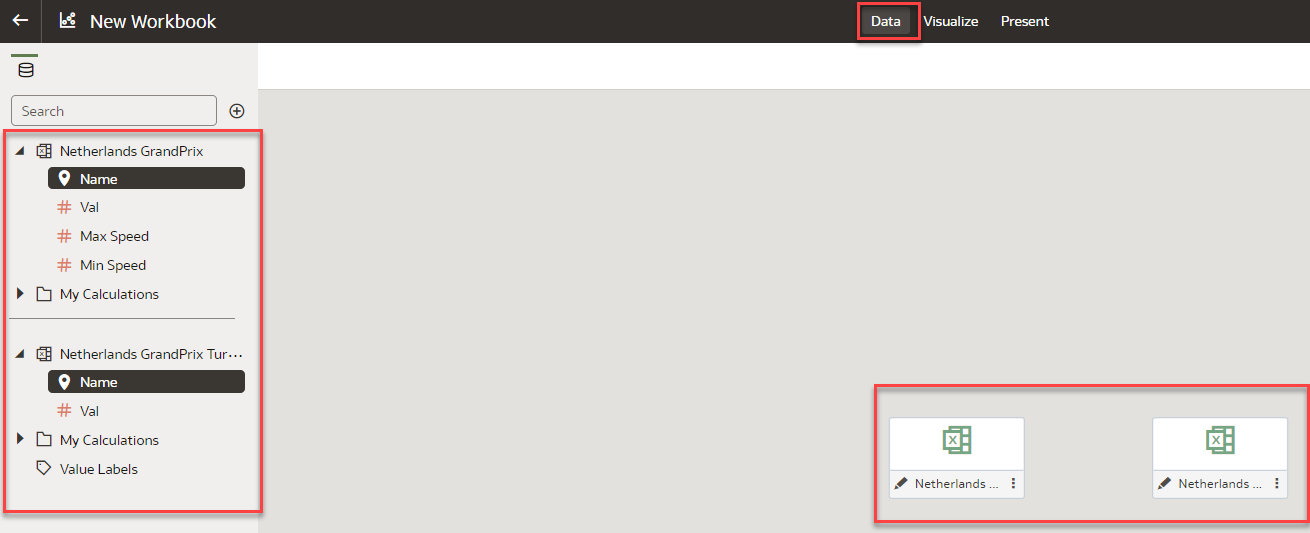 New Workbook
Data Visualize Present
Search
Netherlands GrandPrix
Name
Val
Max Speed
Min Speed
My Calculations
Netherlands GrandPrix Tur...
Name
Val
My Calculations
Value Labels
Netherlands ...
Netherlands ...